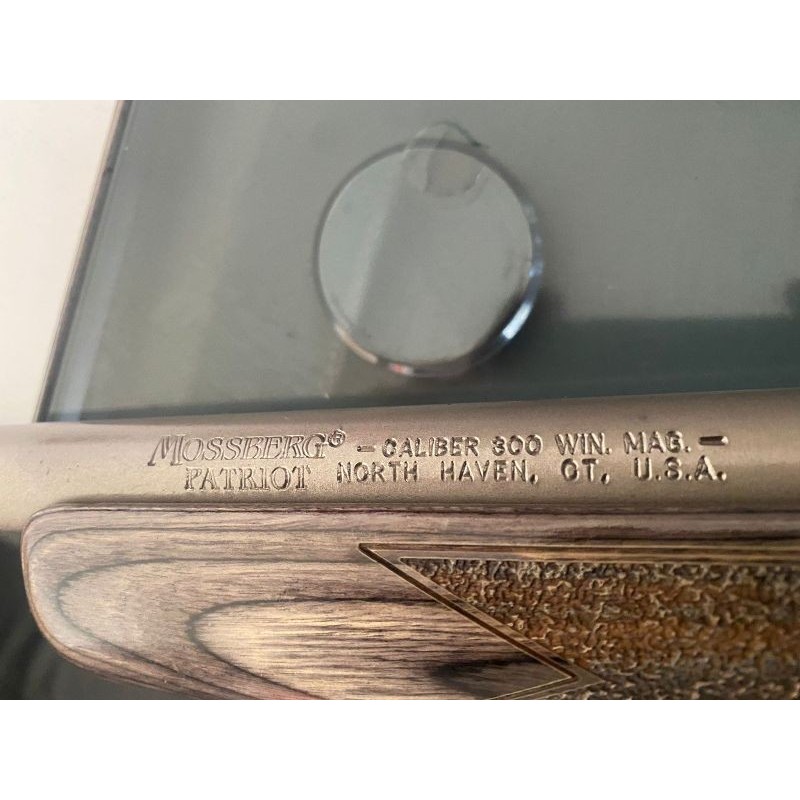 MOSSBERG® - CALIBER 300 WIN. MAG. -
PATRIOT NORTH HAVEN, CT, U.S.A.